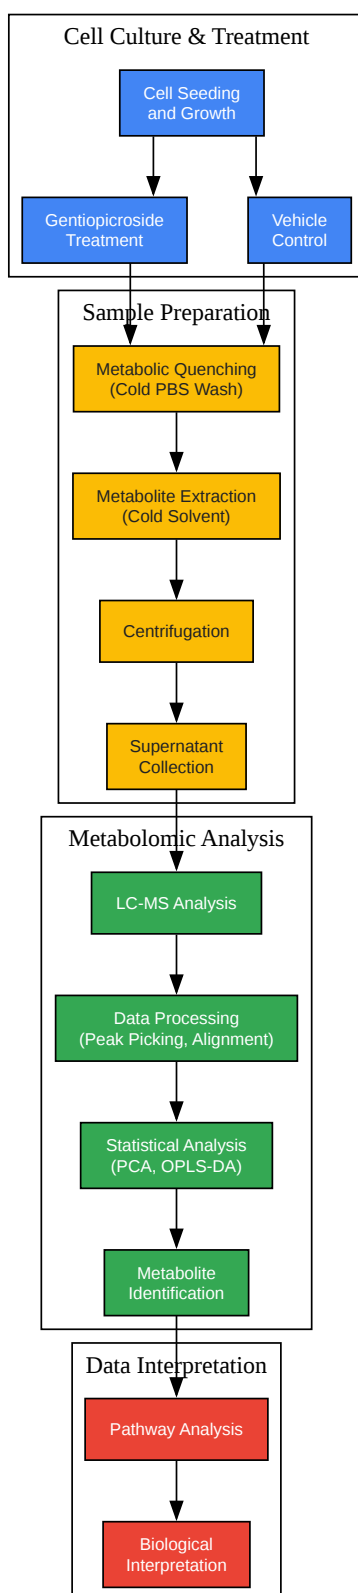 Cell Culture & Treatment
Cell Seeding
and Growth
Gentiopicroside
Treatment
Vehicle
Control
Sample Preparation
Metabolic Quenching
(Cold PBS Wash)
Metabolite Extraction
(Cold Solvent)
Centrifugation
Supernatant
Collection
Metabolomic Analysis
LC-MS Analysis
Data Processing
(Peak Picking, Alignment)
Statistical Analysis
(PCA, OPLS-DA)
Metabolite
Identification
Data Interpretation
Pathway Analysis
Biological
Interpretation